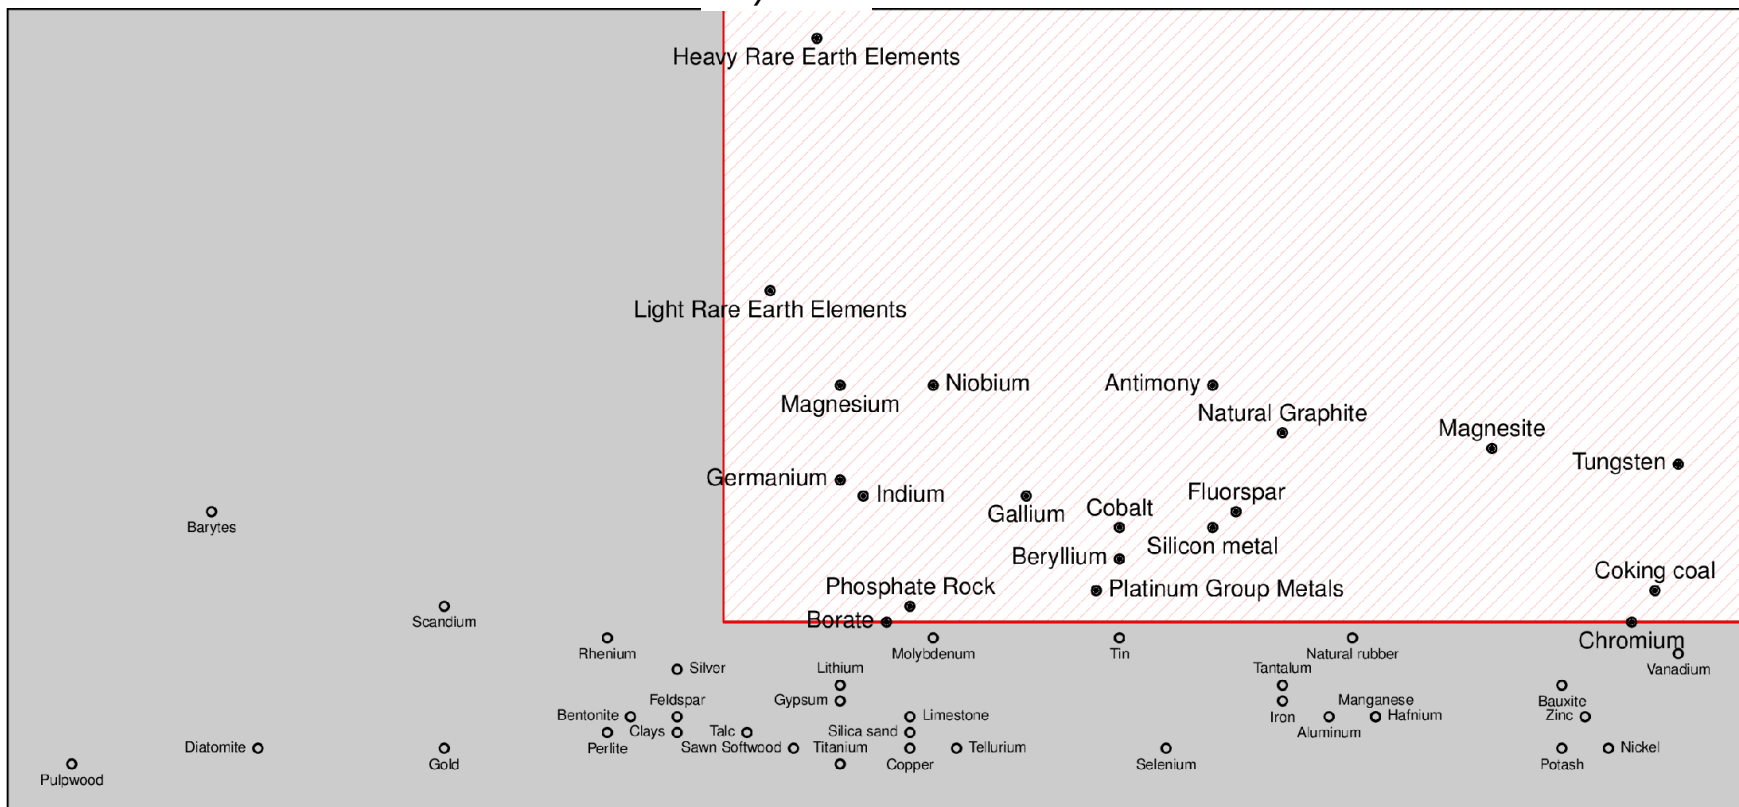 )
Heavy Rare Earth Elements
Light Rare Earth Elements
Niobium
Antimony
Magnesium
Natural Graphite
Magnesite
Tungsten
Germanium
Indium
Fluorspar
Gallium
Cobalt
Barytes
Silicon metal
Beryllium
Coking coal
Phosphate Rock
Platinum Group Metals
Scandium
Borate
Chromium
Rhenium
Molybdenum
Tin
Natural rubber
Silver
Lithium
Tantalum
Vanadium
Feldspar
Gypsum
Manganese
Bauxite
Bentonite
Limestone
Iron
Hafnium
Zinc
Clays
Talc
Silica sand
Aluminum
Diatomite
Perlite
Sawn Softwood
Titanium
Tellurium
Nickel
Gold
Copper
Selenium
Potash
Pulpwood